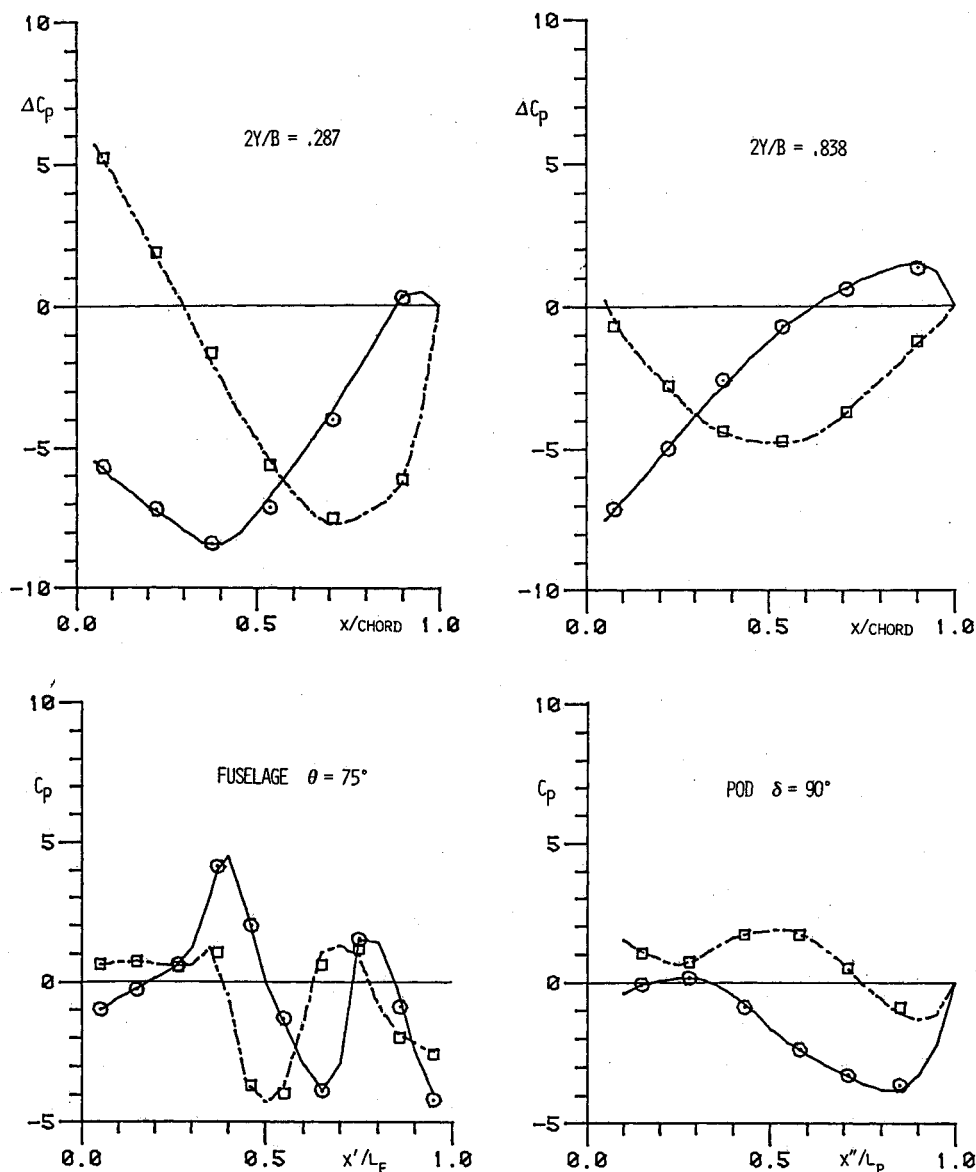 10
ΔCp
2Y/B = .287
5
0
-5
-10
0.0 0.5 X/CHORD 1.0
10
ΔCp
2Y/B = .838
5
0
-5
-10
0.0 0.5 X/CHORD 1.0
10
Cp
FUSELAGE θ = 75°
5
0
-5
0.0 0.5 X'/LF 1.0
10
Cp
POD δ = 90°
5
0
-5
0.0 0.5 X"/Lp 1.0